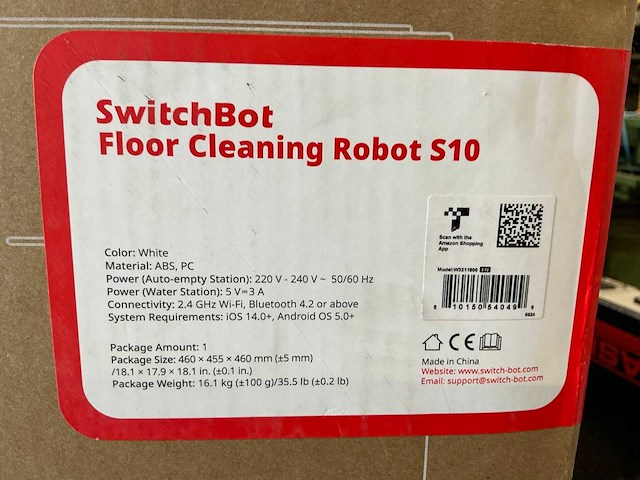 SwitchBot
Floor Cleaning Robot S10
Scan with the
Amazon Shopping
App
Color: White
Material: ABS, PC
Power (Auto-empty Station): 220 V - 240 V ~ 50/60 Hz
Power (Water Station): 5 V⎓3 A
Connectivity: 2.4 GHz Wi-Fi, Bluetooth 4.2 or above
System Requirements: iOS 14.0+, Android OS 5.0+
Package Amount: 1
Package Size: 460 × 455 × 460 mm (±5 mm)
/18.1 × 17.9 × 18.1 in. (±0.1 in.)
Package Weight: 16.1 kg (±100 g)/35.5 lb (±0.2 lb)
CE
Made in China
Website: www.switch-bot.com
Email: support@switch-bot.com